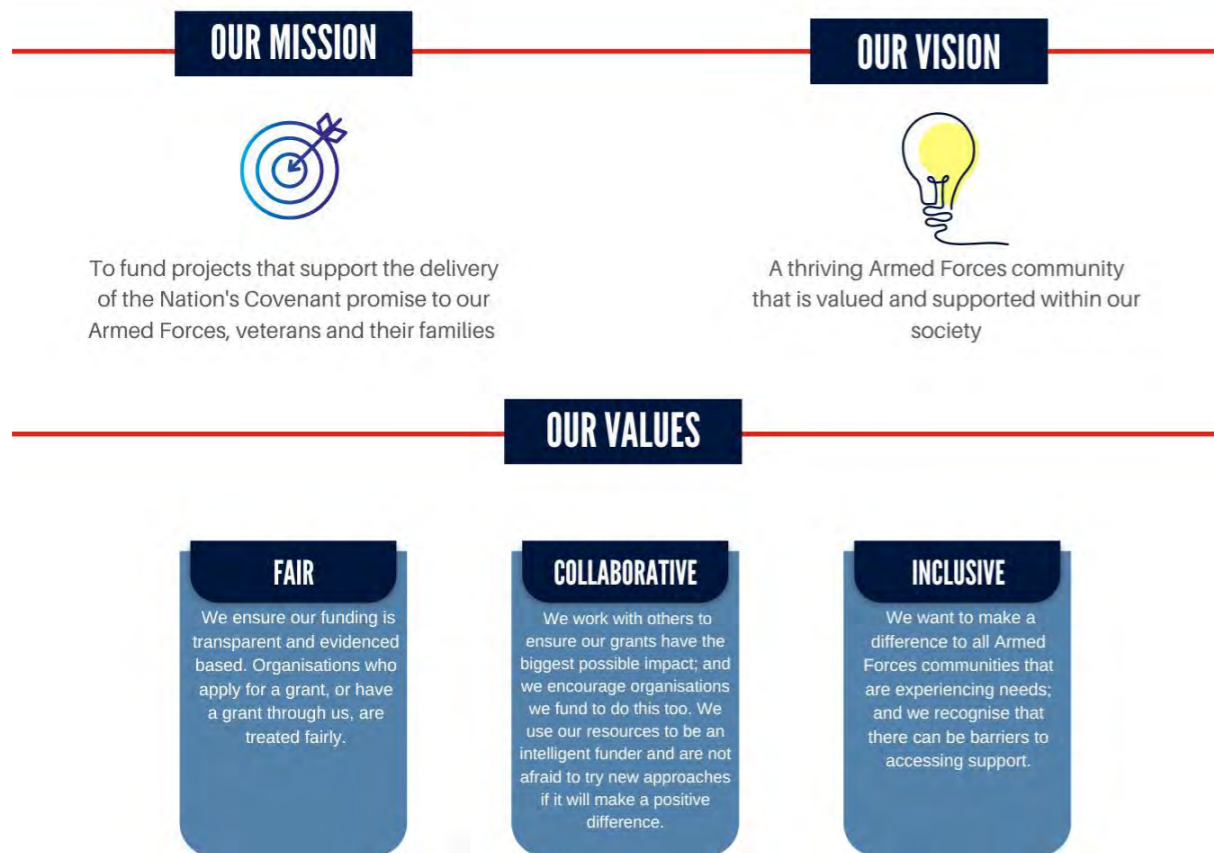 OUR MISSION
To fund projects that support the delivery
of the Nation's Covenant promise to our
Armed Forces, veterans and their families
OUR VISION
A thriving Armed Forces community
that is valued and supported within our
society
OUR VALUES
FAIR
We ensure our funding is
transparent and evidenced
based. Organisations who
apply for a grant, or have
a grant through us, are
treated fairly.
COLLABORATIVE
We work with others to
ensure our grants have the
biggest possible impact; and
we encourage organisations
we fund to do this too. We
use our resources to be an
intelligent funder and are not
afraid to try new approaches
if it will make a positive
difference.
INCLUSIVE
We want to make a
difference to all Armed
Forces communities that
are experiencing needs;
and we recognise that
there can be barriers to
accessing support.